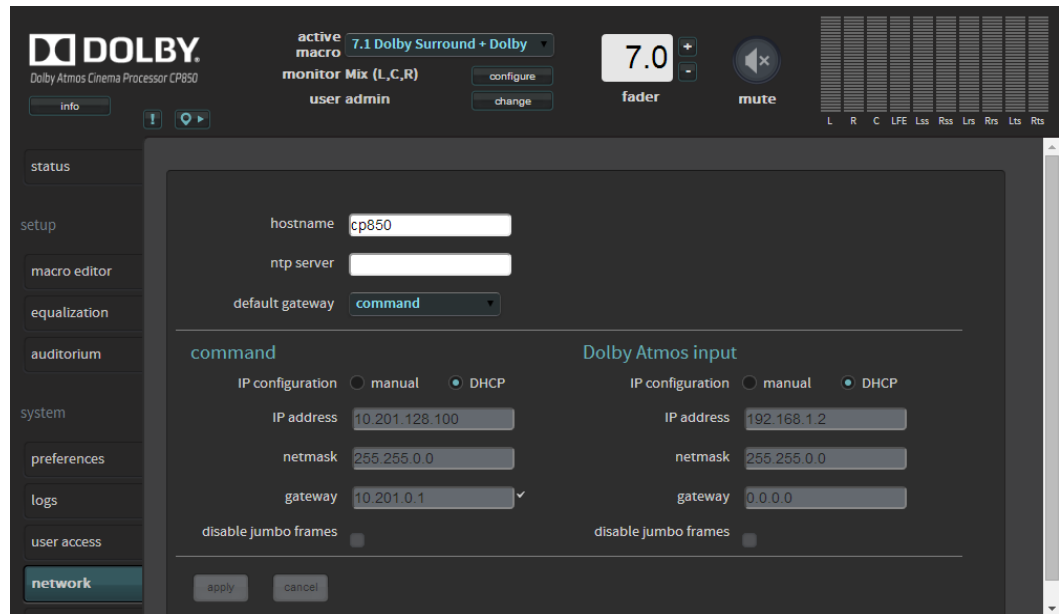 DOLBY.
Dolby Atmos Cinema Processor CP850
info
!
active macro 7.1 Dolby Surround + Dolby
monitor Mix (L,C,R) configure
user admin change
7.0 + -
fader
mute
L R C LFE Lss Rss Lrs Rrs Lts Rts
status
setup
macro editor
equalization
auditorium
system
preferences
logs
user access
network
hostname cp850
ntp server
default gateway command
command
IP configuration manual DHCP
IP address 10.201.128.100
netmask 255.255.0.0
gateway 10.201.0.1
disable jumbo frames
Dolby Atmos input
IP configuration manual DHCP
IP address 192.168.1.2
netmask 255.255.0.0
gateway 0.0.0.0
disable jumbo frames
apply cancel